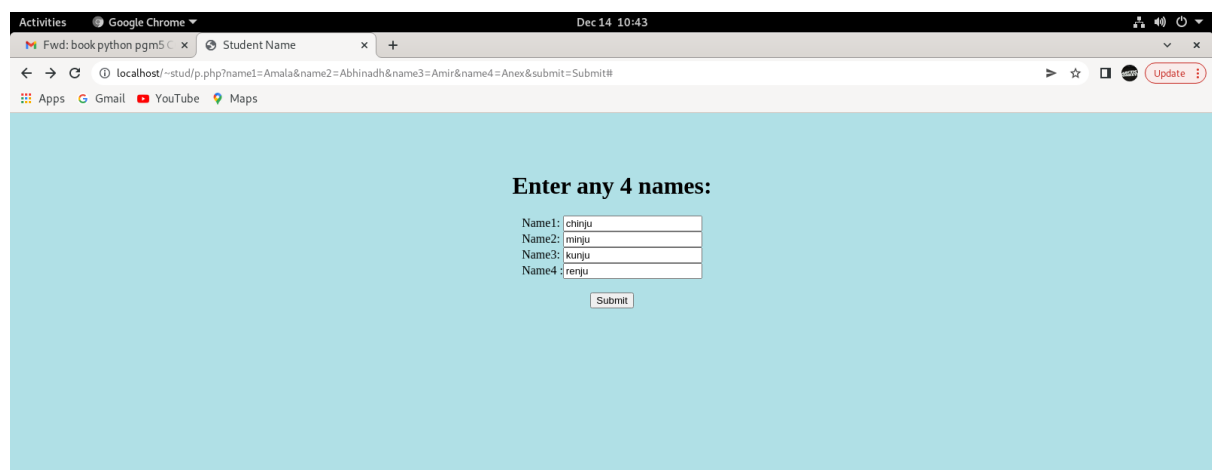 Activities Google Chrome Dec 14 10:43
Fwd: book python pgm5 Student Name
localhost/~stud/p.php?name1=Amala&name2=Abhinadh&name3=Amir&name4=Anex&submit=Submit# Update
Apps Gmail YouTube Maps
Enter any 4 names:
Name1: chinju
Name2: minju
Name3: kunju
Name4 : renju
Submit